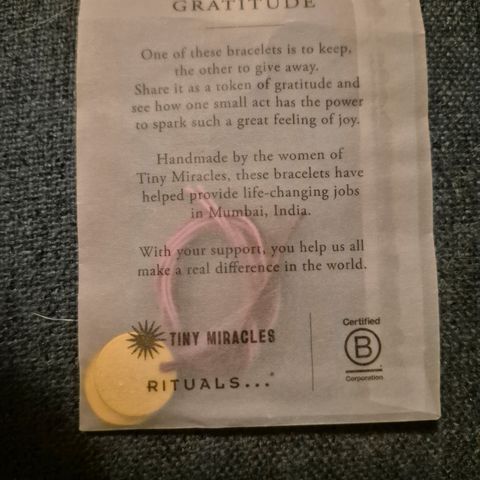 GRATITUDE
One of these bracelets is to keep,
the other to give away.
Share it as a token of gratitude and
see how one small act has the power
to spark such a great feeling of joy.
Handmade by the women of
Tiny Miracles, these bracelets have
helped provide life-changing jobs
in Mumbai, India.
With your support, you help us all
make a real difference in the world.
TINY MIRACLES
RITUALS...®
Certified
B
Corporation